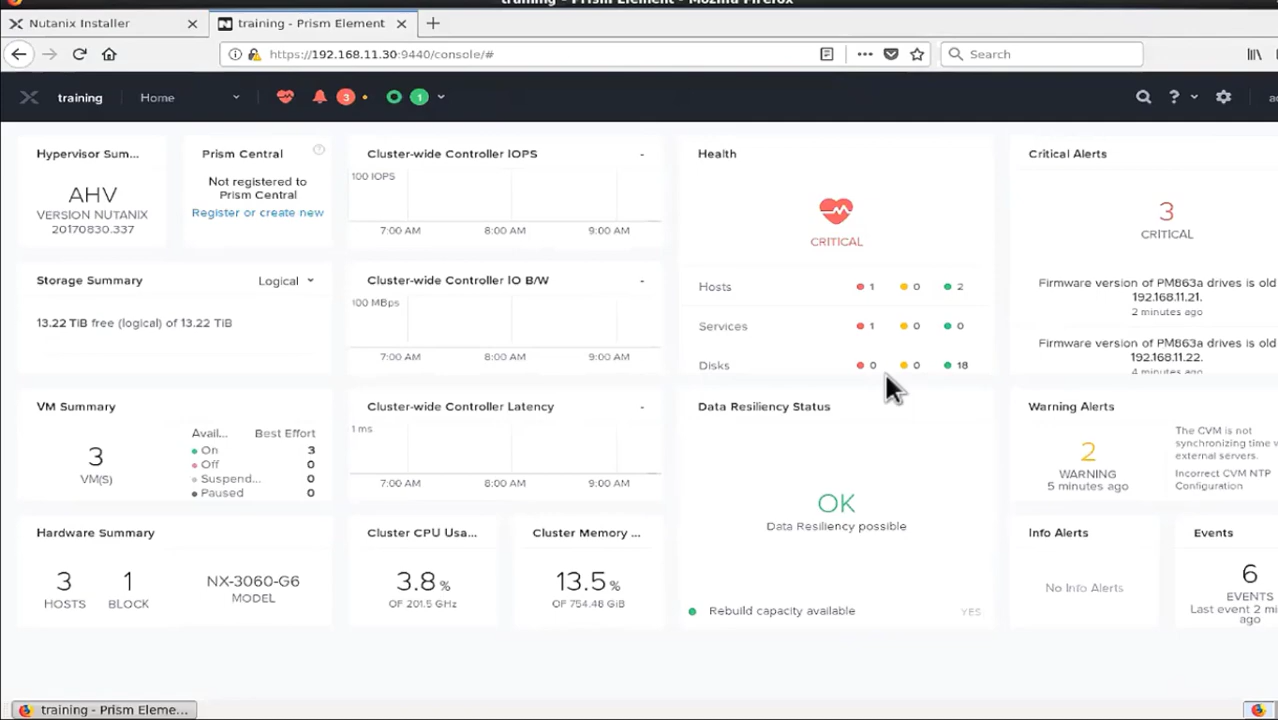 training - Prism Element - Mozilla Firefox
Nutanix Installer
training - Prism Element
https://192.168.11.30:9440/console/#
Search
training
Home
3
1
?
Hypervisor Sum...
AHV
VERSION NUTANIX
20170830.337
Prism Central
Not registered to
Prism Central
Register or create new
Cluster-wide Controller IOPS
-
100 IOPS
7:00 AM
8:00 AM
9:00 AM
Health
CRITICAL
Hosts
1
0
2
Services
1
0
0
Disks
0
0
18
Critical Alerts
3
CRITICAL
Firmware version of PM863a drives is old
192.168.11.21.
2 minutes ago
Firmware version of PM863a drives is old
192.168.11.22.
4 minutes ago
Storage Summary
Logical
13.22 TiB free (logical) of 13.22 TiB
Cluster-wide Controller IO B/W
-
100 MBps
7:00 AM
8:00 AM
9:00 AM
VM Summary
3
VM(S)
Avail...
Best Effort
On
3
Off
0
Suspend...
0
Paused
0
Cluster-wide Controller Latency
-
1 ms
7:00 AM
8:00 AM
9:00 AM
Data Resiliency Status
OK
Data Resiliency possible
Rebuild capacity available
YES
Warning Alerts
2
WARNING
5 minutes ago
The CVM is not
synchronizing time
external servers.
Incorrect CVM NTP
Configuration
Hardware Summary
3
HOSTS
1
BLOCK
NX-3060-G6
MODEL
Cluster CPU Usa...
3.8 %
OF 201.5 GHz
Cluster Memory ...
13.5 %
OF 754.48 GiB
Info Alerts
No Info Alerts
Events
6
EVENTS
Last event 2
ago
training - Prism Eleme...